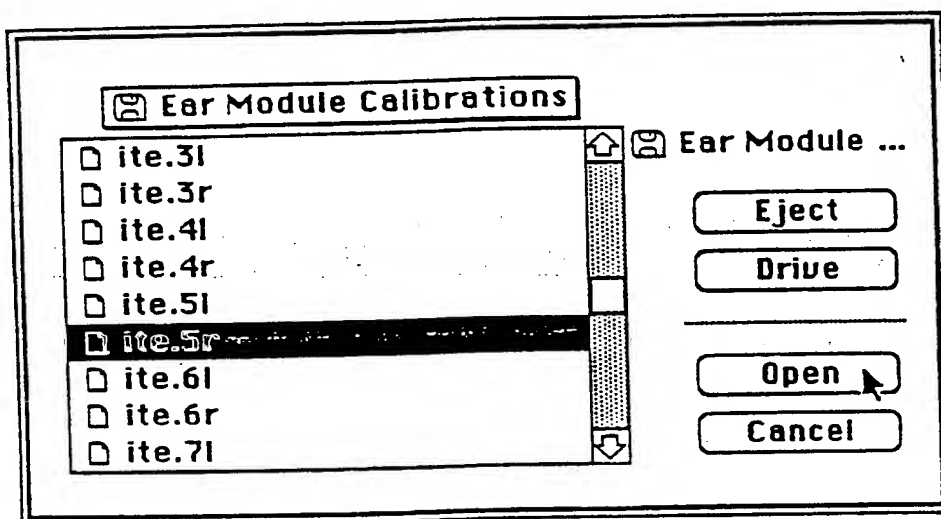 Ear Module Calibrations
Ear Module ...
ite.3l
ite.3r
ite.4l
ite.4r
ite.5l
ite.5r
ite.6l
ite.6r
ite.7l
Eject
Drive
Open
Cancel